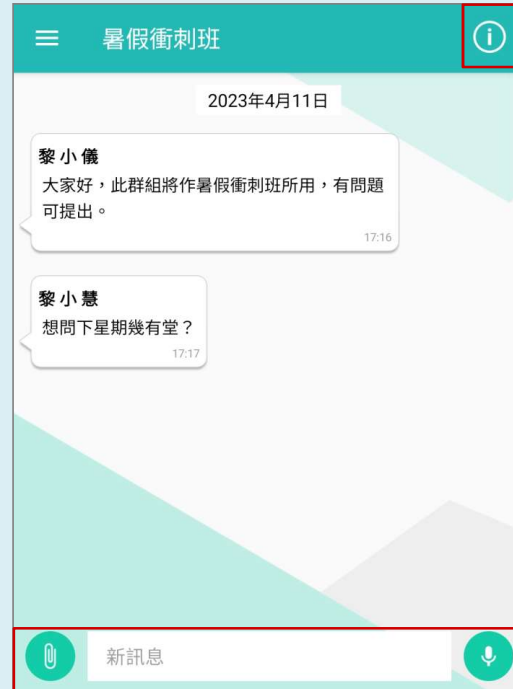 暑假衝刺班
2023年4月11日
黎小儀
大家好，此群組將作暑假衝刺班所用，有問題
可提出。
17:16
黎小慧
想問下星期幾有堂？
17:17
新訊息